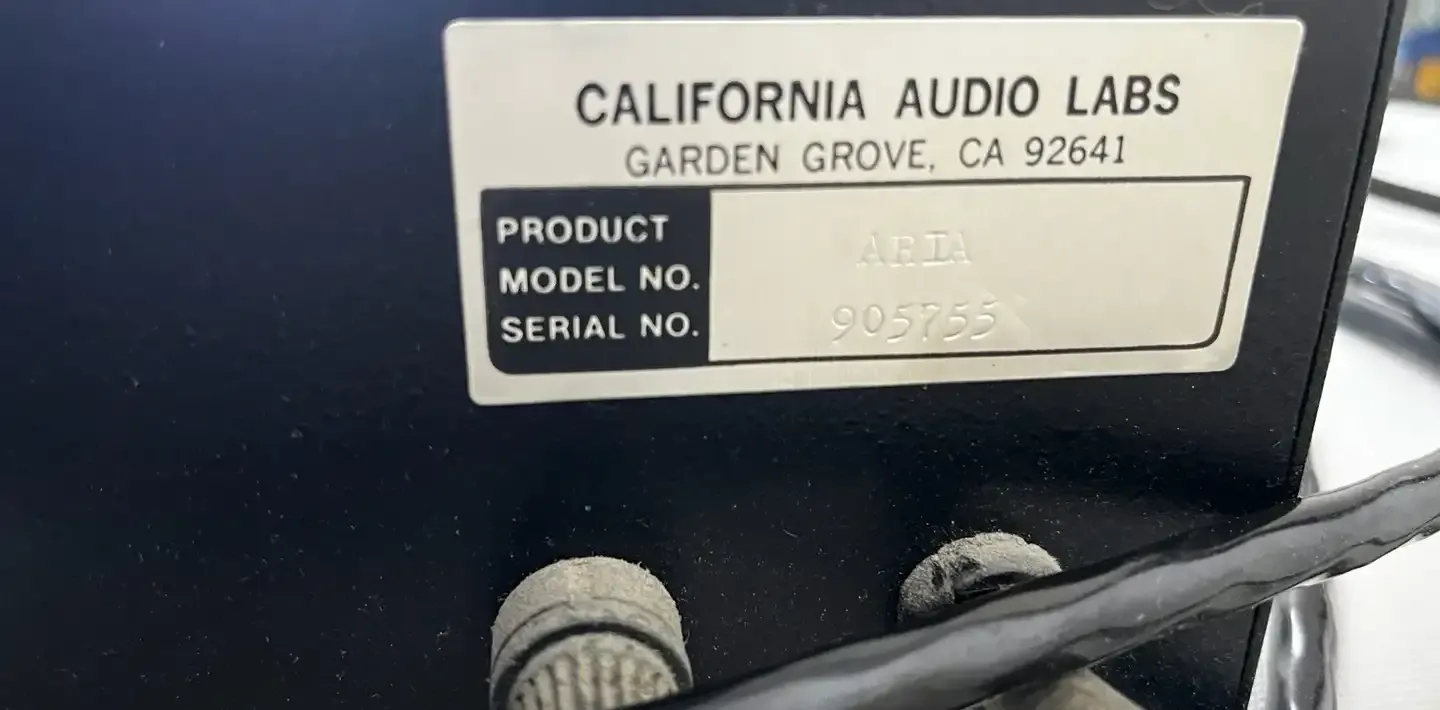 CALIFORNIA AUDIO LABS
GARDEN GROVE, CA 92641
PRODUCT
MODEL NO. ARIA
SERIAL NO. 905755